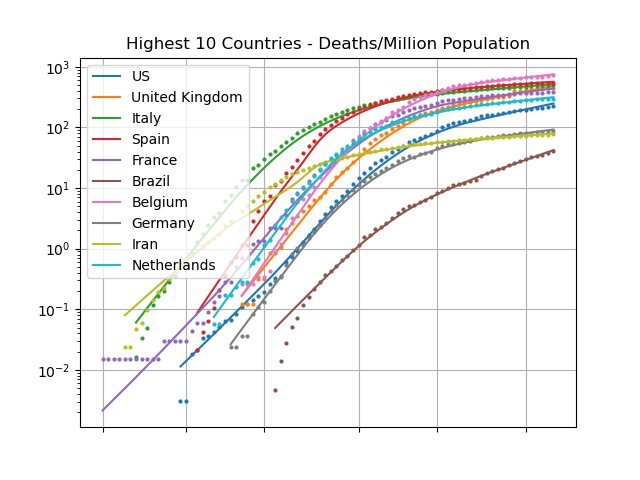 Highest 10 Countries - Deaths/Million Population
10³
10²
10¹
10⁰
10⁻¹
10⁻²
US
United Kingdom
Italy
Spain
France
Brazil
Belgium
Germany
Iran
Netherlands